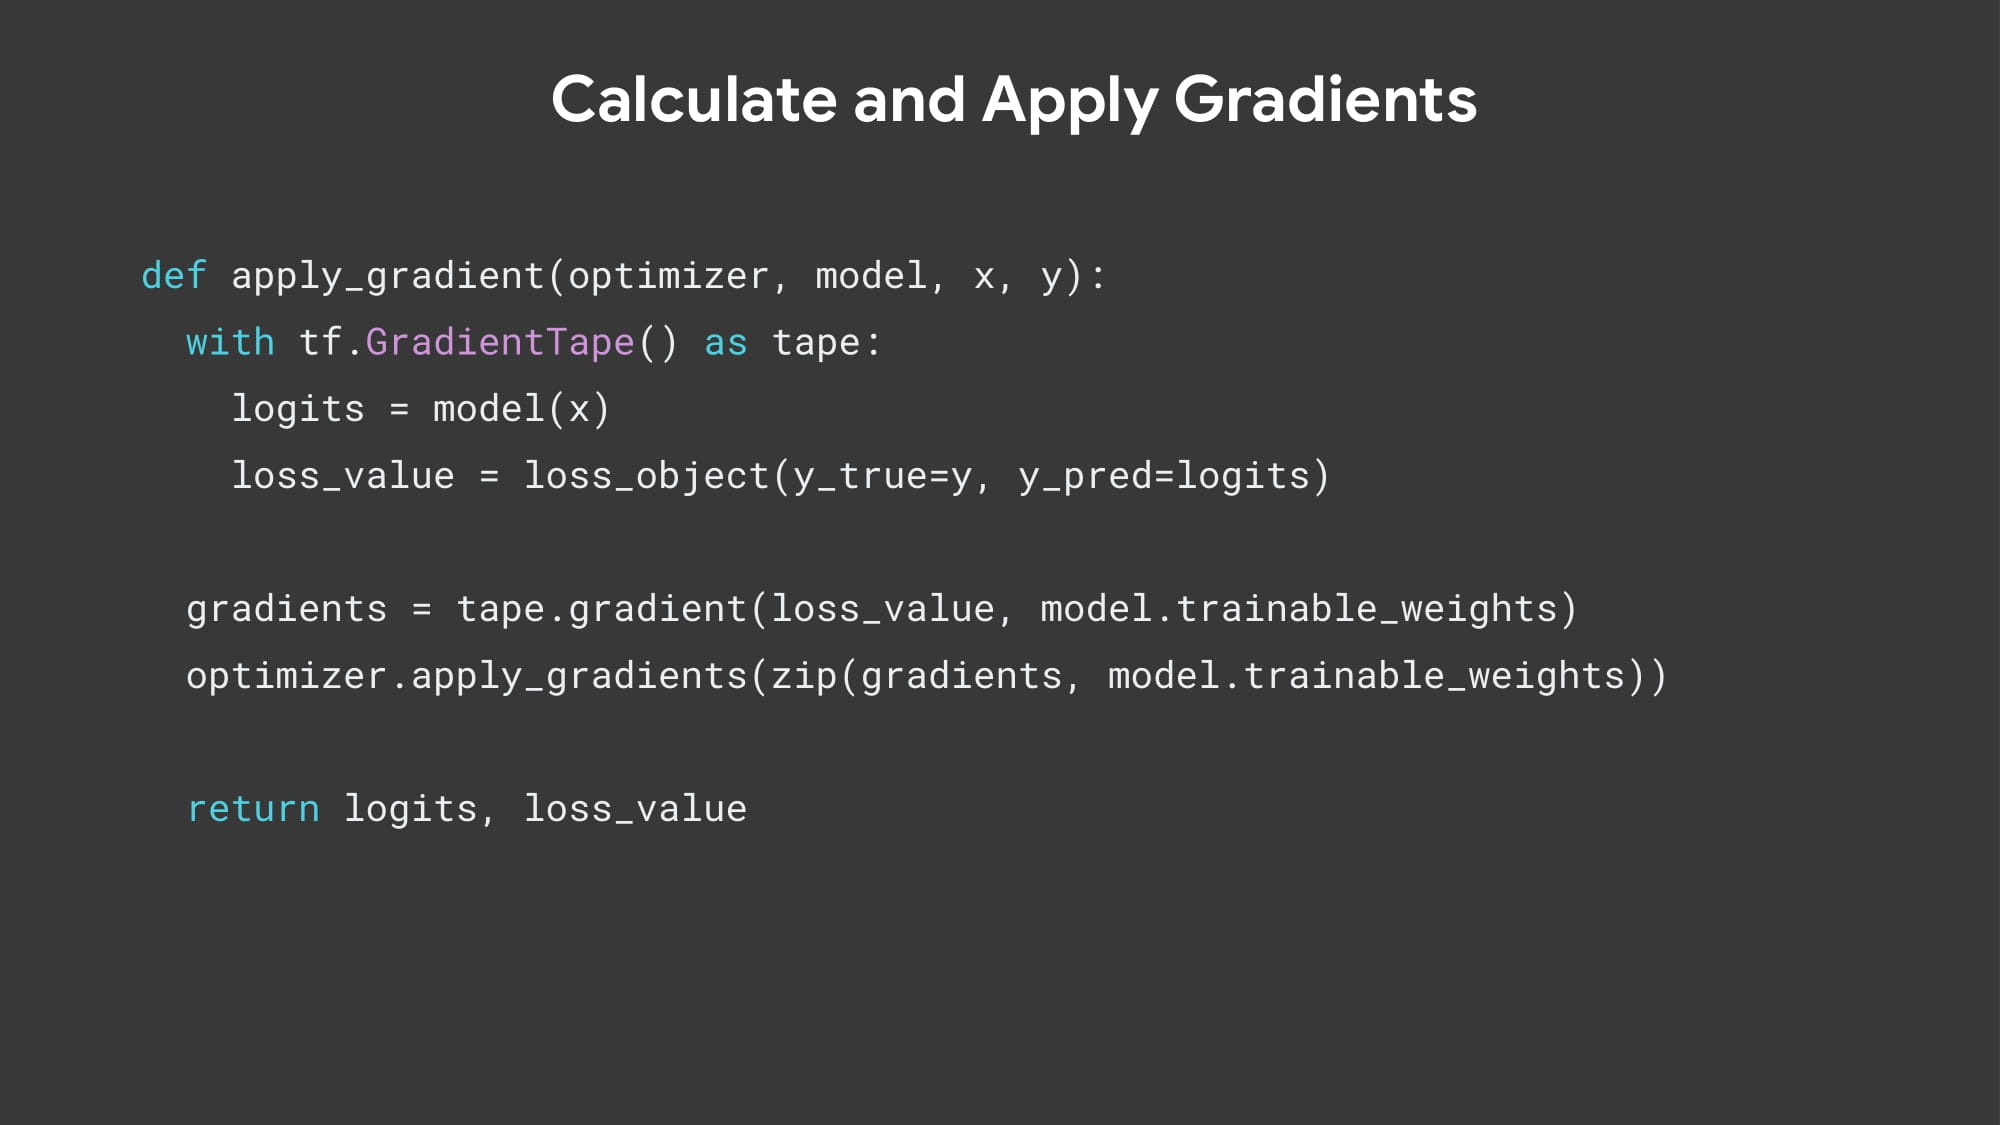 Calculate and Apply Gradients
def apply_gradient(optimizer, model, x, y):
  with tf.GradientTape() as tape:
    logits = model(x)
    loss_value = loss_object(y_true=y, y_pred=logits)
  gradients = tape.gradient(loss_value, model.trainable_weights)
  optimizer.apply_gradients(zip(gradients, model.trainable_weights))
  return logits, loss_value